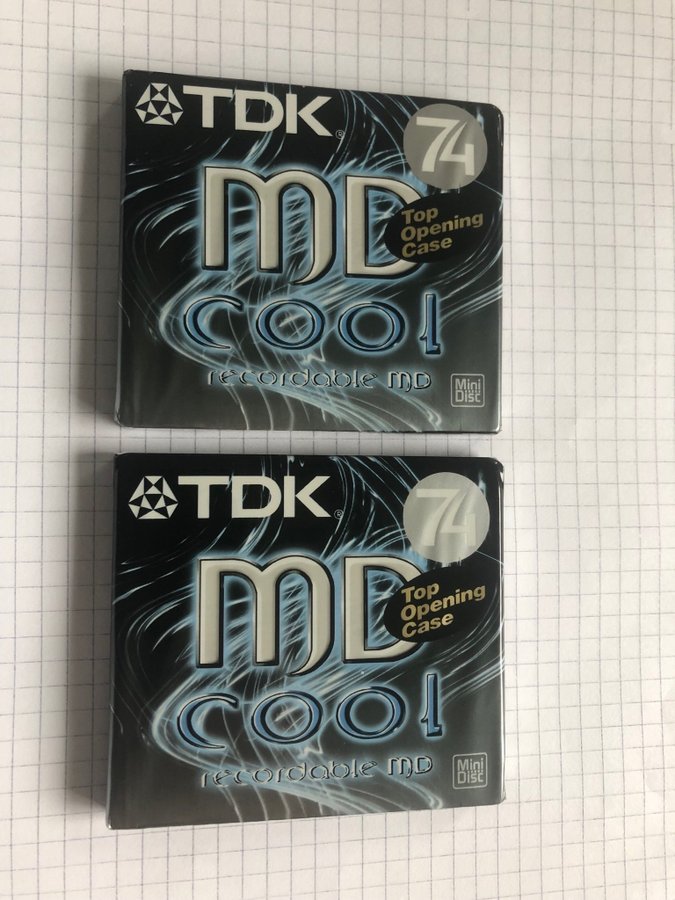 TDK
74
MD
Top
Opening
Case
cool
recordable MD
Mini
Disc
TDK
74
MD
Top
Opening
Case
cool
recordable MD
Mini
Disc